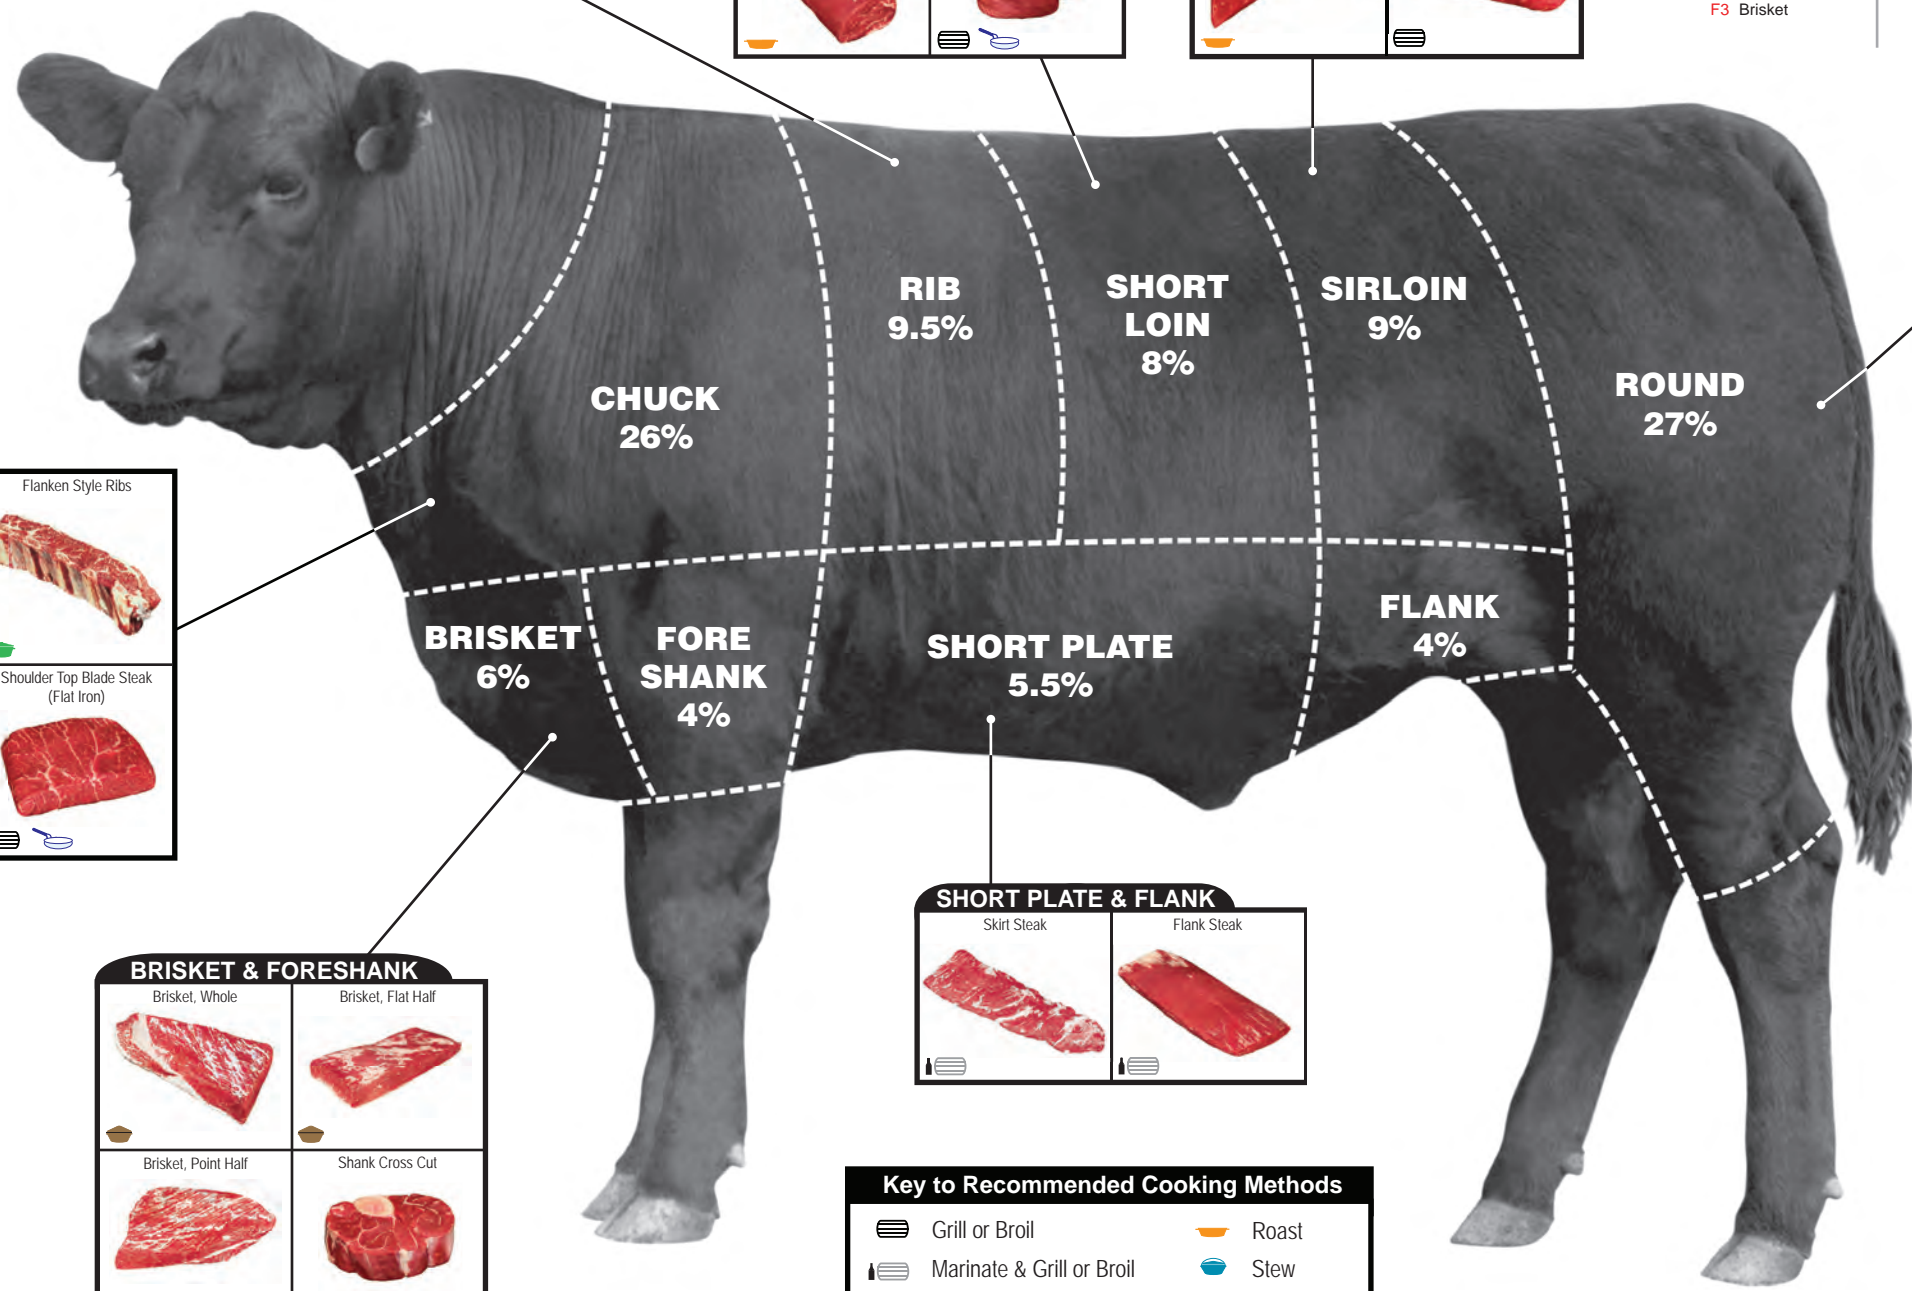 F3 Brisket
RIB
9.5%
SHORT
LOIN
8%
SIRLOIN
9%
CHUCK
26%
ROUND
27%
Flanken Style Ribs
Shoulder Top Blade Steak
(Flat Iron)
BRISKET
6%
FORE
SHANK
4%
SHORT PLATE
5.5%
FLANK
4%
SHORT PLATE & FLANK
Skirt Steak
Flank Steak
BRISKET & FORESHANK
Brisket, Whole
Brisket, Flat Half
Brisket, Point Half
Shank Cross Cut
Key to Recommended Cooking Methods
Grill or Broil
Roast
Marinate & Grill or Broil
Stew